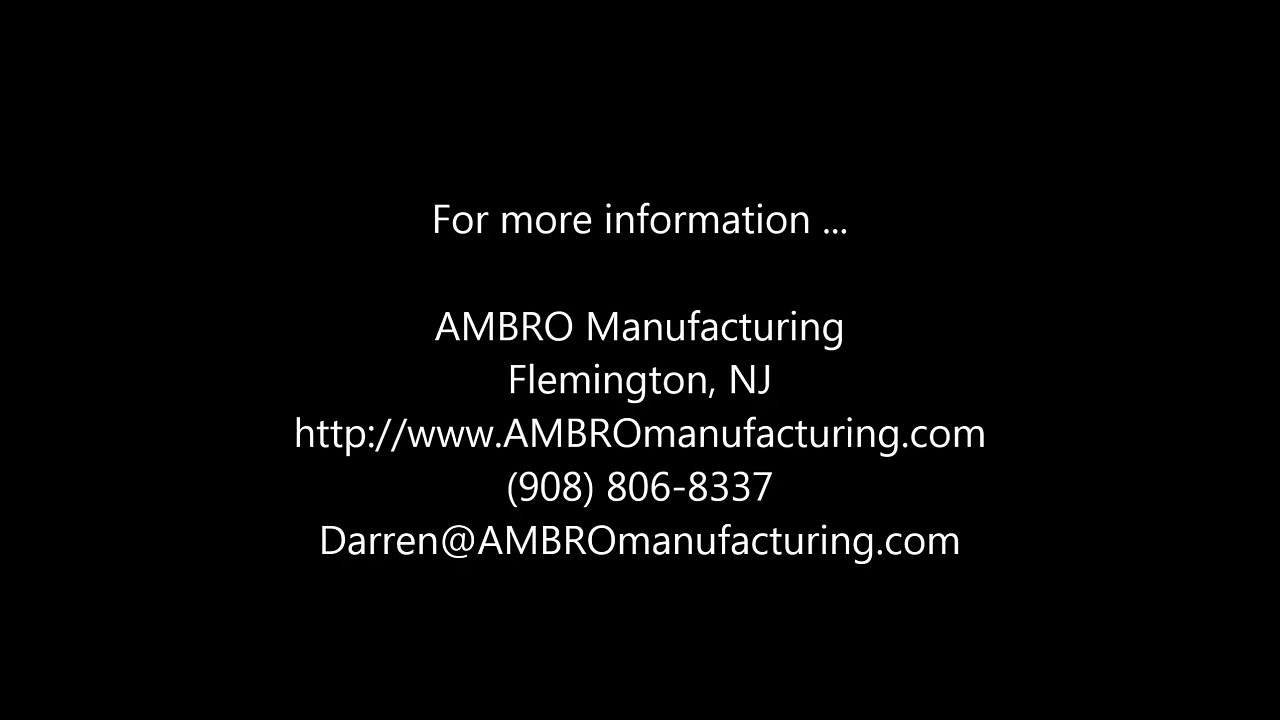 For more information ...
AMBRO Manufacturing
Flemington, NJ
http://www.AMBROmanufacturing.com
(908) 806-8337
Darren@AMBROmanufacturing.com